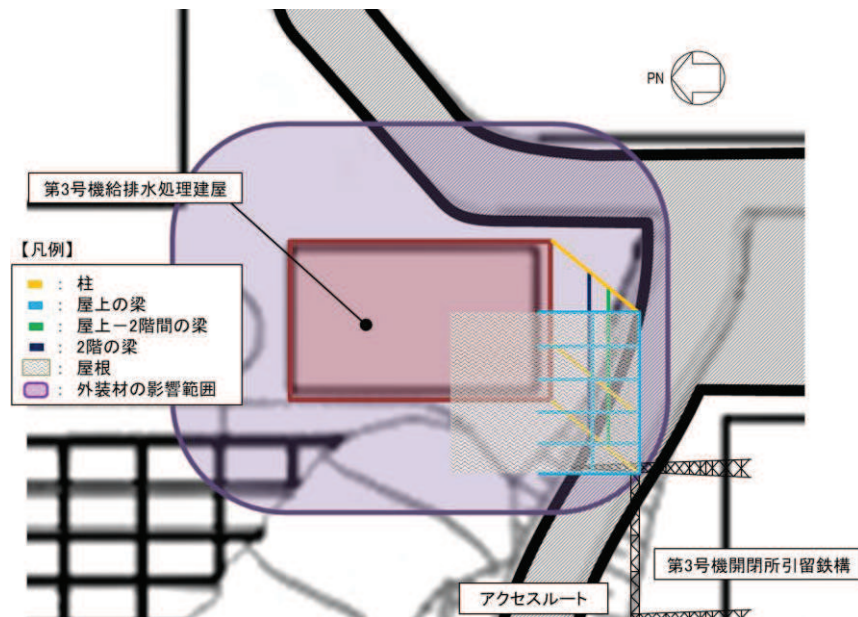 PN
第3号機給排水処理建屋
【凡例】
： 柱
： 屋上の梁
： 屋上－2階間の梁
： 2階の梁
： 屋根
： 外装材の影響範囲
第3号機開閉所引留鉄構
アクセスルート